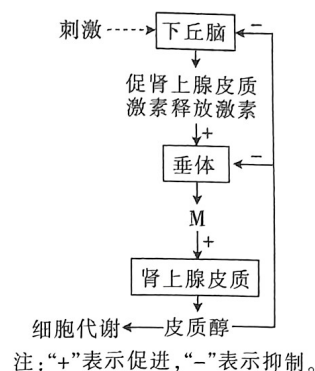 刺激
下丘脑
−
促肾上腺皮质
激素释放激素
+
垂体
−
M
+
肾上腺皮质
细胞代谢
皮质醇
注:“+”表示促进,“-”表示抑制。